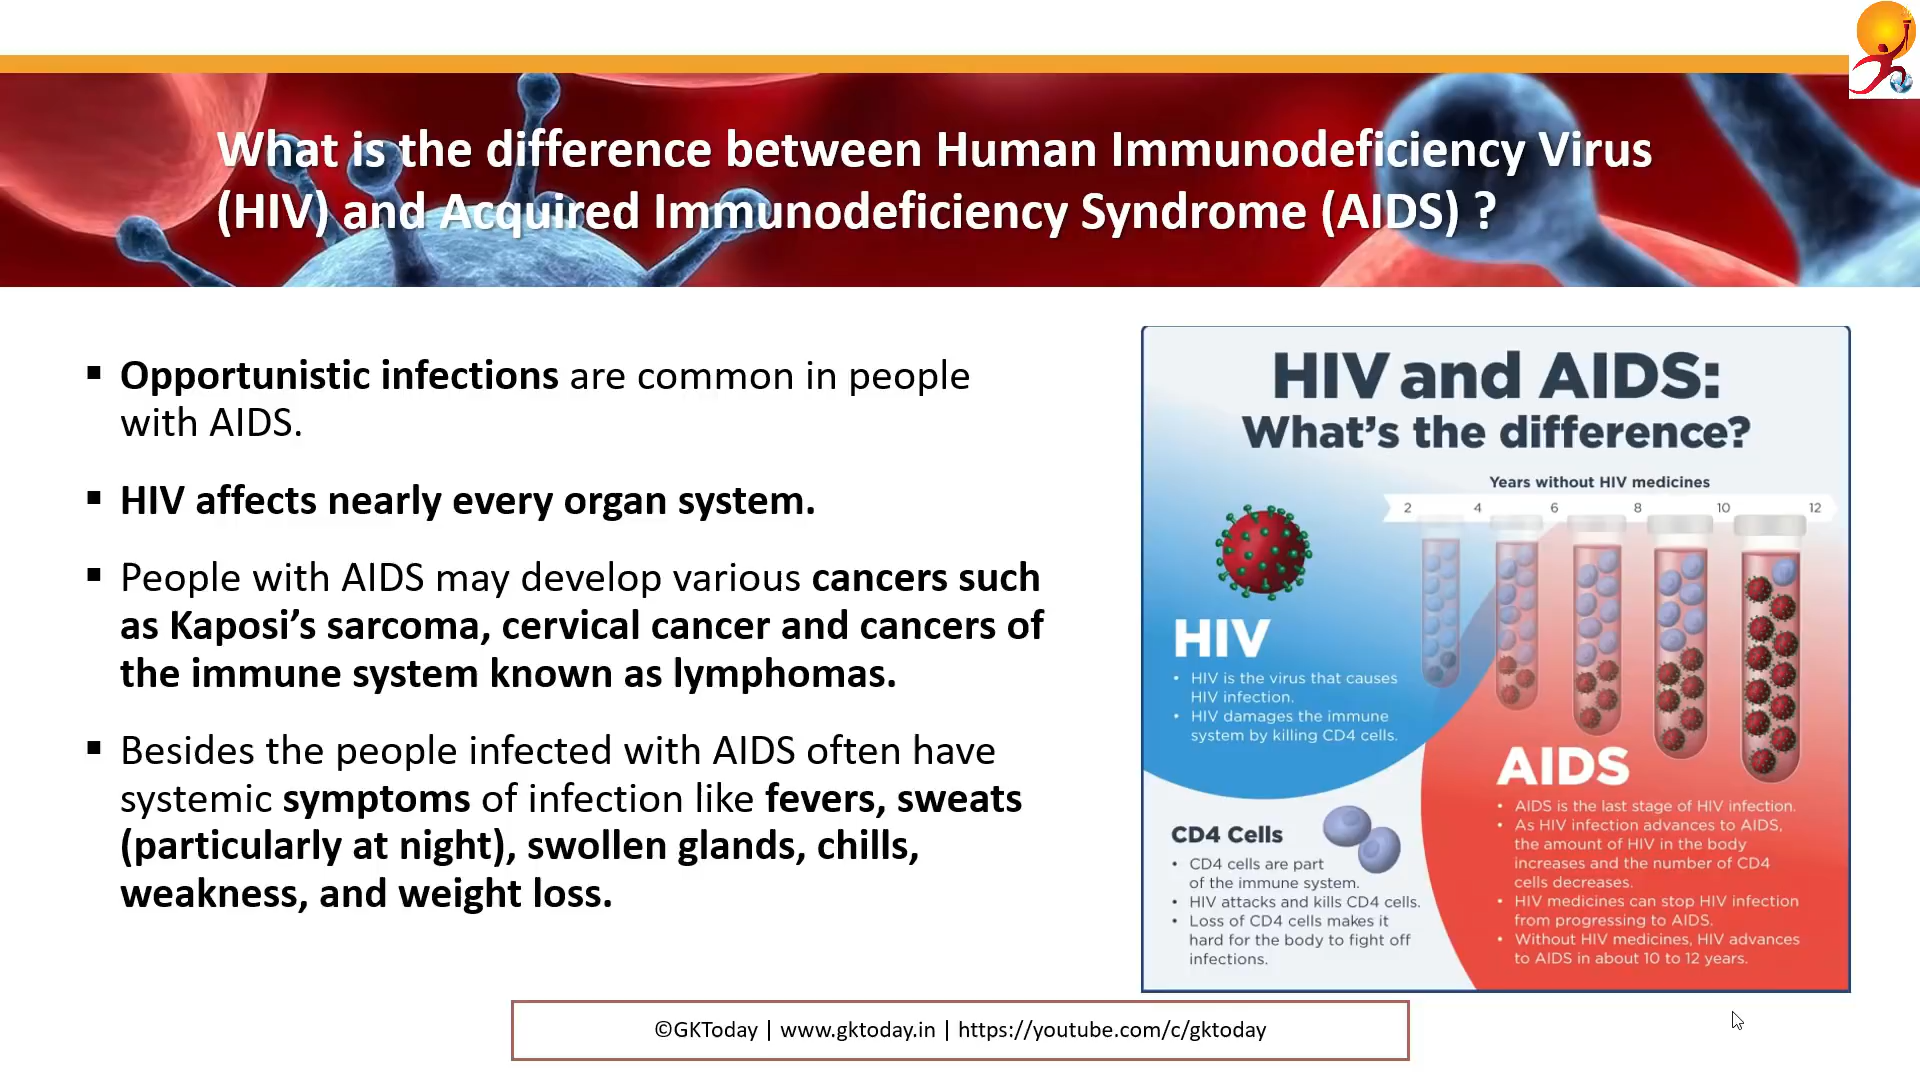 What is the difference between Human Immunodeficiency Virus
(HIV) and Acquired Immunodeficiency Syndrome (AIDS) ?
▪ Opportunistic infections are common in people
with AIDS.
▪ HIV affects nearly every organ system.
▪ People with AIDS may develop various cancers such
as Kaposi’s sarcoma, cervical cancer and cancers of
the immune system known as lymphomas.
▪ Besides the people infected with AIDS often have
systemic symptoms of infection like fevers, sweats
(particularly at night), swollen glands, chills,
weakness, and weight loss.
HIV and AIDS:
What’s the difference?
Years without HIV medicines
2 4 6 8 10 12
HIV
• HIV is the virus that causes
HIV infection.
• HIV damages the immune
system by killing CD4 cells.
CD4 Cells
• CD4 cells are part
of the immune system.
• HIV attacks and kills CD4 cells.
• Loss of CD4 cells makes it
hard for the body to fight off
infections.
AIDS
• AIDS is the last stage of HIV infection.
• As HIV infection advances to AIDS,
the amount of HIV in the body
increases and the number of CD4
cells decreases.
• HIV medicines can stop HIV infection
from progressing to AIDS.
• Without HIV medicines, HIV advances
to AIDS in about 10 to 12 years.
©GKToday | www.gktoday.in | https://youtube.com/c/gktoday